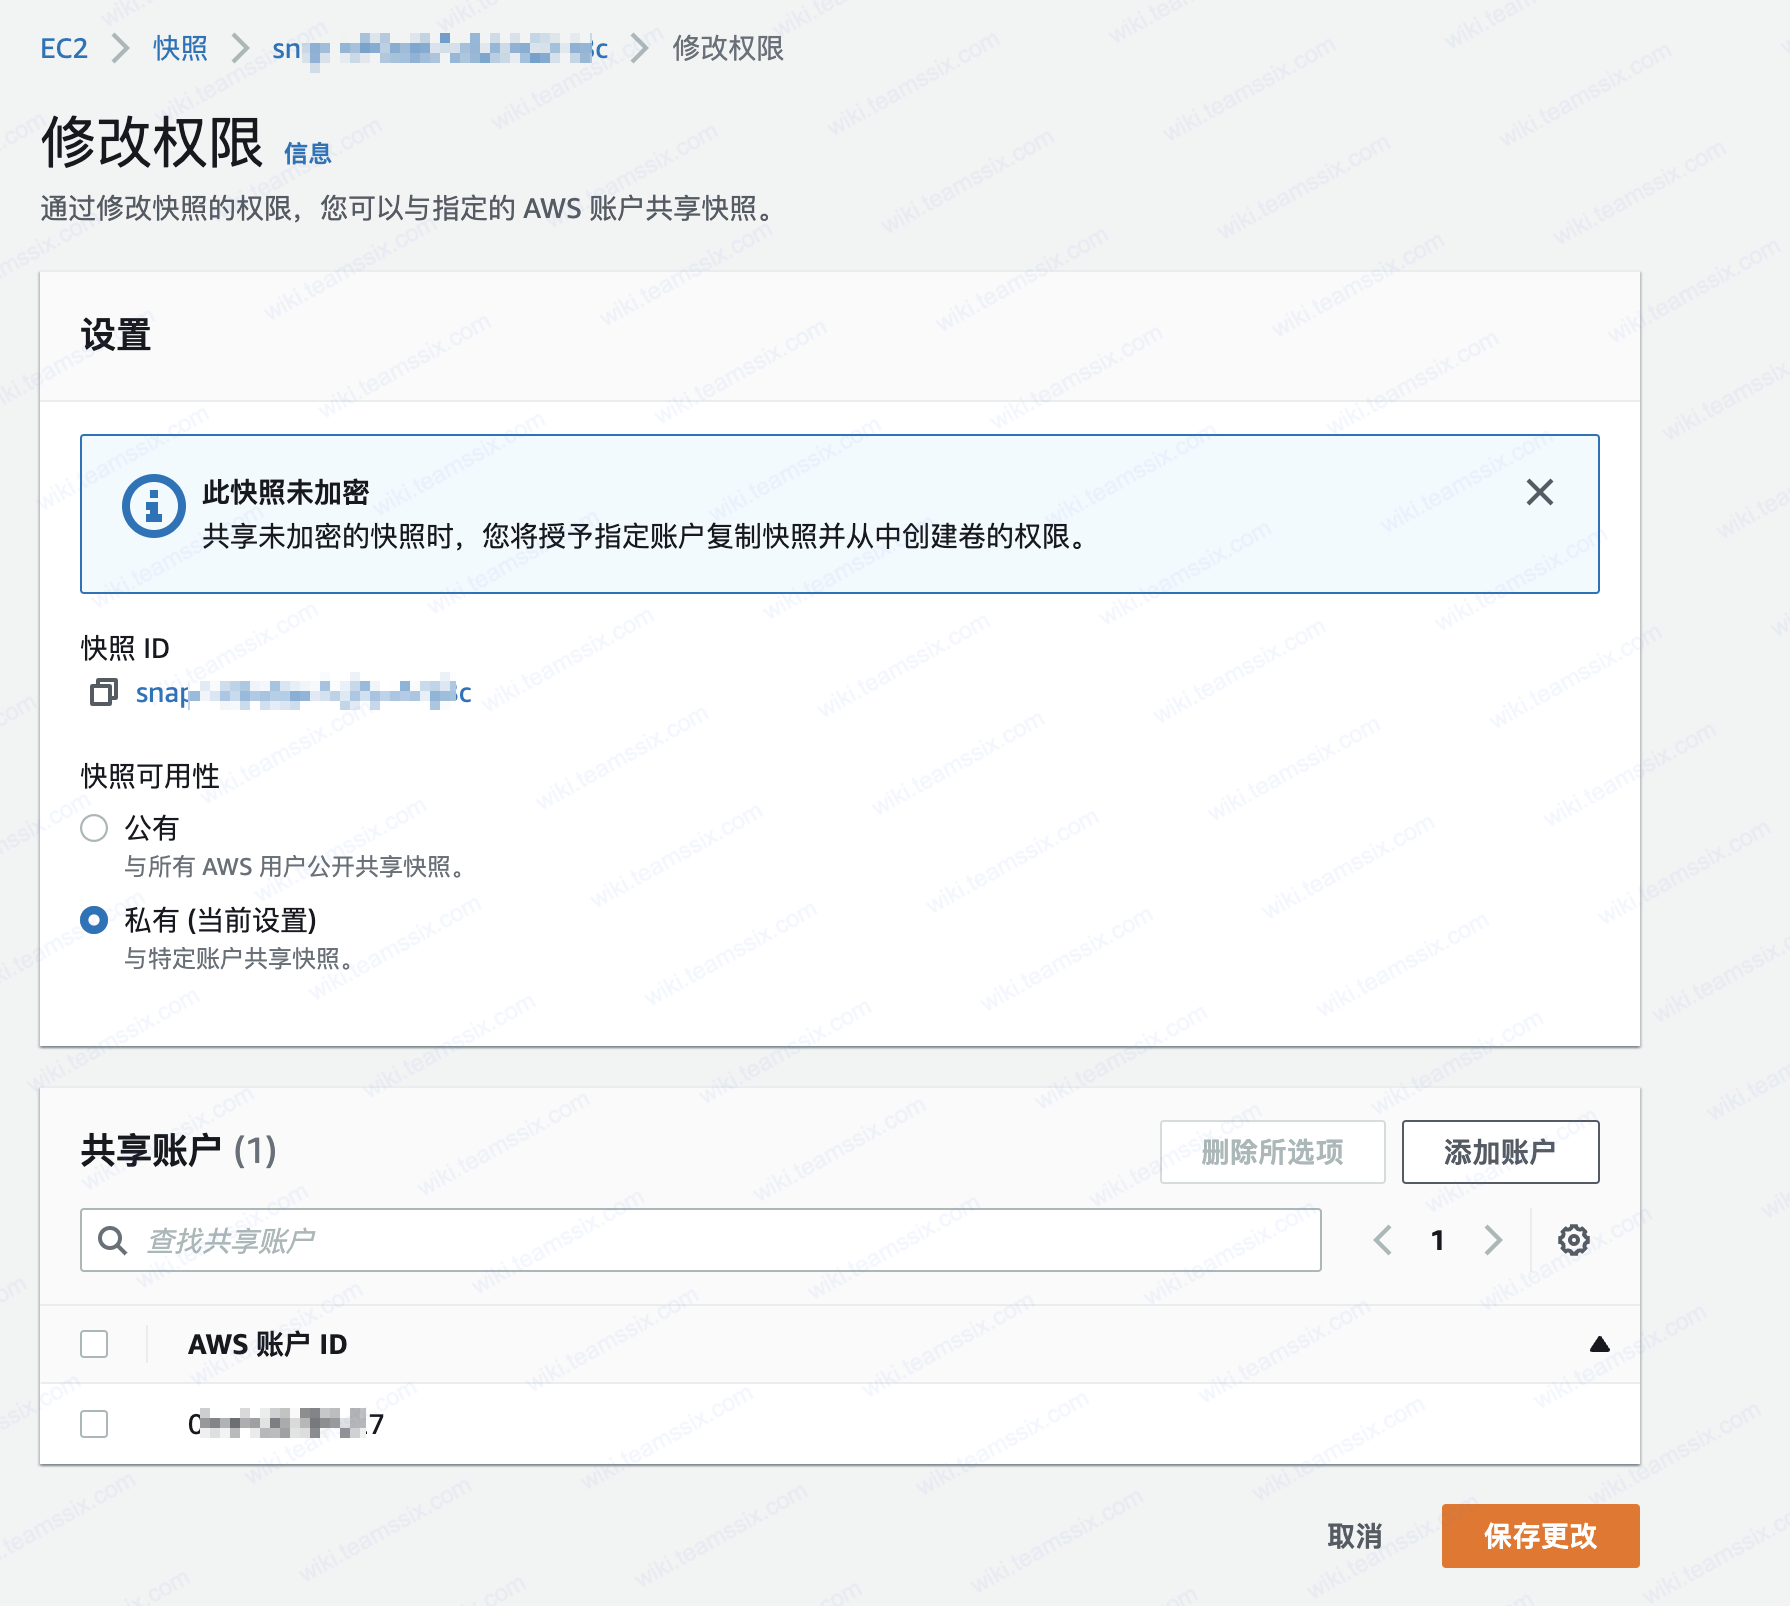 EC2 快照 sn c 修改权限
修改权限 信息
通过修改快照的权限，您可以与指定的 AWS 账户共享快照。
设置
此快照未加密
共享未加密的快照时，您将授予指定账户复制快照并从中创建卷的权限。
快照 ID
snap c
快照可用性
公有
与所有 AWS 用户公开共享快照。
私有 (当前设置)
与特定账户共享快照。
共享账户 (1)
删除所选项
添加账户
查找共享账户
1
AWS 账户 ID
0 7
取消
保存更改
wiki.teamssix.com